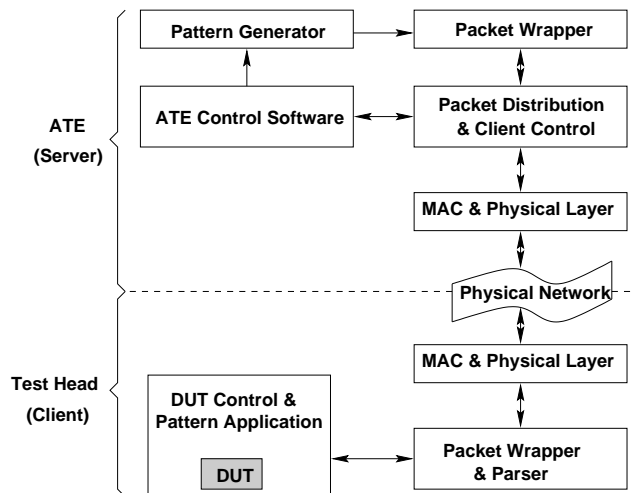 Pattern Generator
Packet Wrapper
ATE Control Software
Packet Distribution
& Client Control
ATE
(Server)
MAC & Physical Layer
Physical Network
MAC & Physical Layer
Test Head
(Client)
DUT Control &
Pattern Application
DUT
Packet Wrapper
& Parser